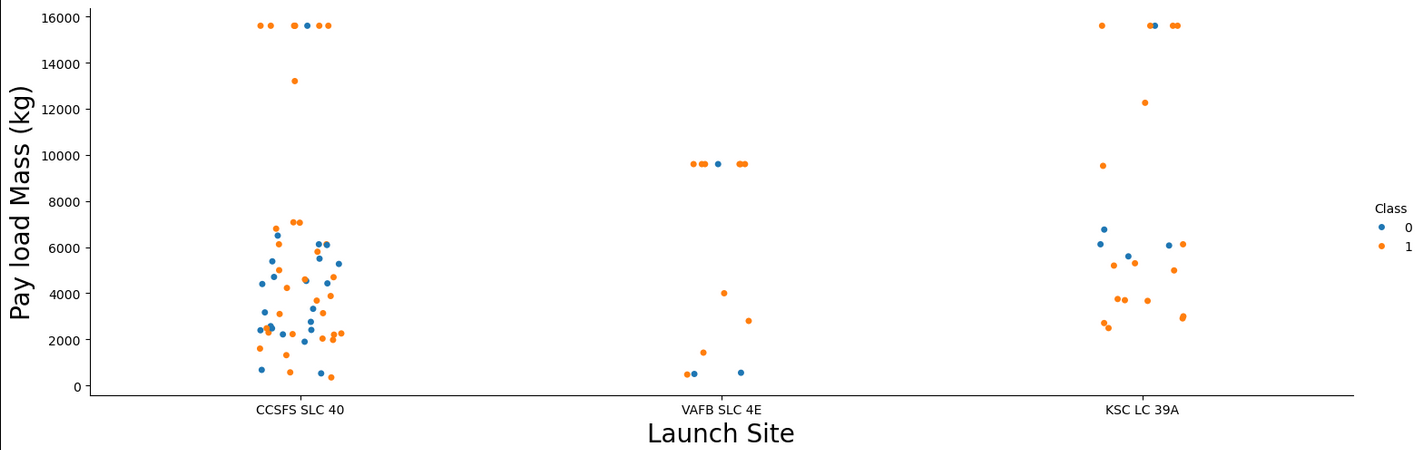 Pay load Mass (kg)
16000
14000
12000
10000
8000
6000
4000
2000
0
CCSFS SLC 40
VAFB SLC 4E
KSC LC 39A
Launch Site
Class
0
1